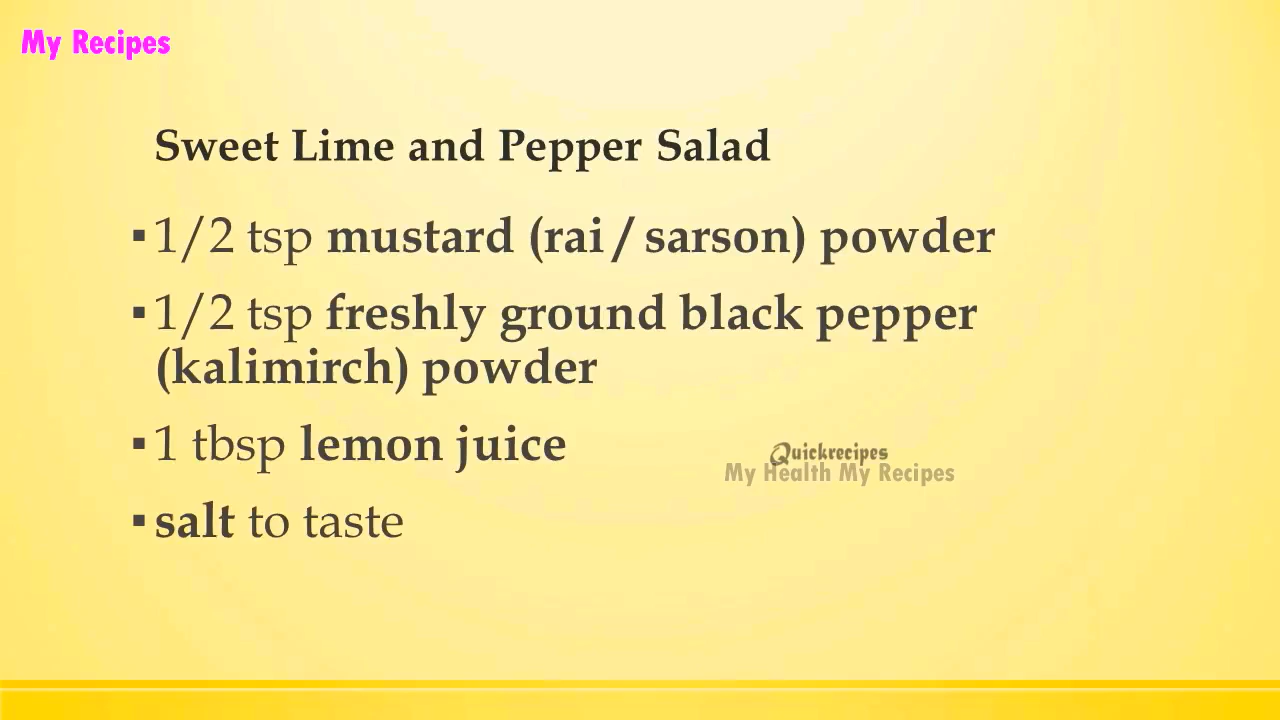 My Recipes
Sweet Lime and Pepper Salad
▪1/2 tsp mustard (rai / sarson) powder
▪1/2 tsp freshly ground black pepper
(kalimirch) powder
▪1 tbsp lemon juice
Quickrecipes
My Health My Recipes
▪salt to taste